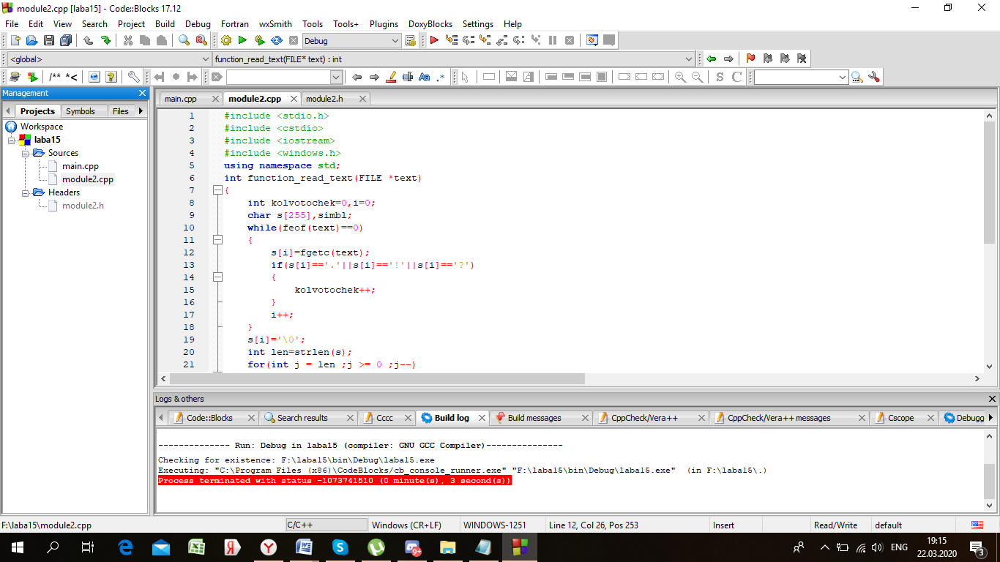 module2.cpp [laba15] - Code::Blocks 17.12
File Edit View Search Project Build Debug Fortran wxSmith Tools Tools+ Plugins DoxyBlocks Settings Help
Debug
<global> function_read_text(FILE* text) : int
/** *<
Aa .* S C
Management
Projects Symbols Files
Workspace
laba15
Sources
main.cpp
module2.cpp
Headers
module2.h
main.cpp module2.cpp module2.h
1 #include <stdio.h>
2 #include <cstdio>
3 #include <iostream>
4 #include <windows.h>
5 using namespace std;
6 int function_read_text(FILE *text)
7 {
8 int kolvotochek=0,i=0;
9 char s[255],simbl;
10 while(feof(text)==0)
11 {
12 s[i]=fgetc(text);
13 if(s[i]=='.'||s[i]=='!'||s[i]=='?')
14 {
15 kolvotochek++;
16 }
17 i++;
18 }
19 s[i]='\0';
20 int len=strlen(s);
21 for(int j = len ;j >= 0 ;j--)
Logs & others
Code::Blocks Search results Cccc Build log Build messages CppCheck/Vera++ CppCheck/Vera++ messages Cscope Debugg
-------------- Run: Debug in laba15 (compiler: GNU GCC Compiler)---------------
Checking for existence: F:\laba15\bin\Debug\laba15.exe
Executing: "C:\Program Files (x86)\CodeBlocks/cb_console_runner.exe" "F:\laba15\bin\Debug\laba15.exe"  (in F:\laba15\.)
Process terminated with status -1073741510 (0 minute(s), 3 second(s))
F:\laba15\module2.cpp C/C++ Windows (CR+LF) WINDOWS-1251 Line 12, Col 26, Pos 253 Insert Read/Write default
9+ ENG 19:15
22.03.2020 3